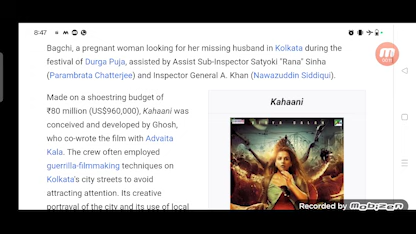 8:47
Bagchi, a pregnant woman looking for her missing husband in Kolkata during the
festival of Durga Puja, assisted by Assist Sub-Inspector Satyoki "Rana" Sinha
(Parambrata Chatterjee) and Inspector General A. Khan (Nawazuddin Siddiqui).
Made on a shoestring budget of
₹80 million (US$960,000), Kahaani was
conceived and developed by Ghosh,
who co-wrote the film with Advaita
Kala. The crew often employed
guerrilla-filmmaking techniques on
Kolkata's city streets to avoid
attracting attention. Its creative
portrayal of the city and its use of local
Kahaani
Recorded by MOBIZEN